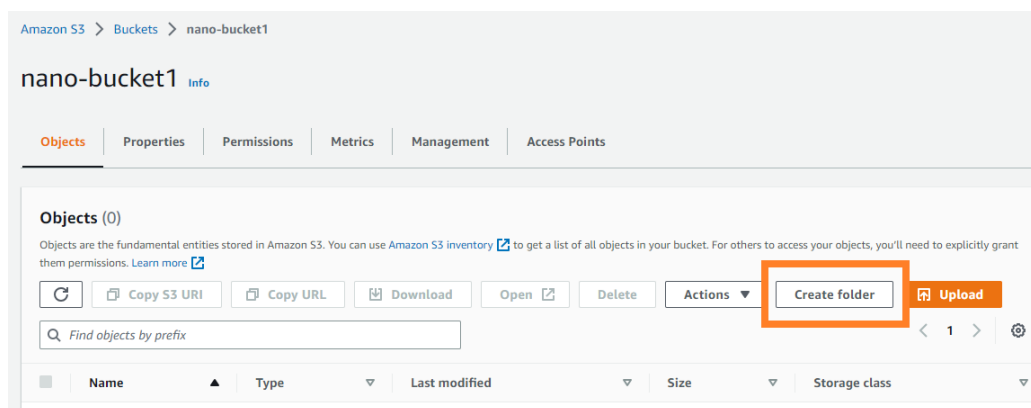 Amazon S3 > Buckets > nano-bucket1
nano-bucket1 Info
Objects Properties Permissions Metrics Management Access Points
Objects (0)
Objects are the fundamental entities stored in Amazon S3. You can use Amazon S3 inventory to get a list of all objects in your bucket. For others to access your objects, you'll need to explicitly grant
them permissions. Learn more
Copy S3 URI Copy URL Download Open Delete Actions Create folder Upload
Find objects by prefix < 1 >
Name Type Last modified Size Storage class